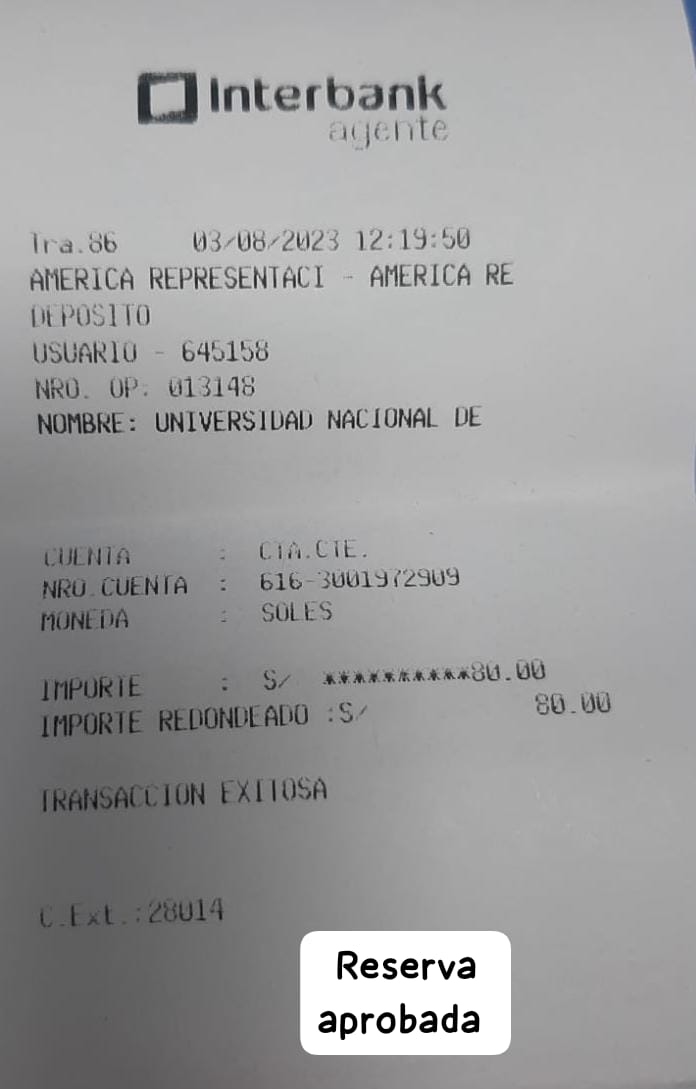 Interbank
agente
Tra.86 03/08/2023 12:19:50
AMERICA REPRESENTACI - AMERICA RE
DEPOSITO
USUARIO - 645158
NRO. OP: 013148
NOMBRE: UNIVERSIDAD NACIONAL DE
CUENTA : CTA.CTE.
NRO.CUENTA : 616-3001972909
MONEDA : SOLES
IMPORTE : S/ **********80.00
IMPORTE REDONDEADO :S/ 80.00
TRANSACCION EXITOSA
C.Ext.:28014
Reserva
aprobada